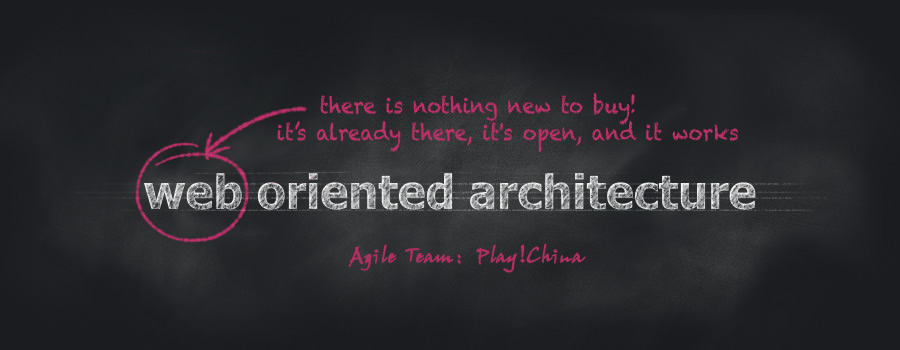 there is nothing new to buy!
it's already there, it's open, and it works
web oriented architecture
Agile Team: Play!China